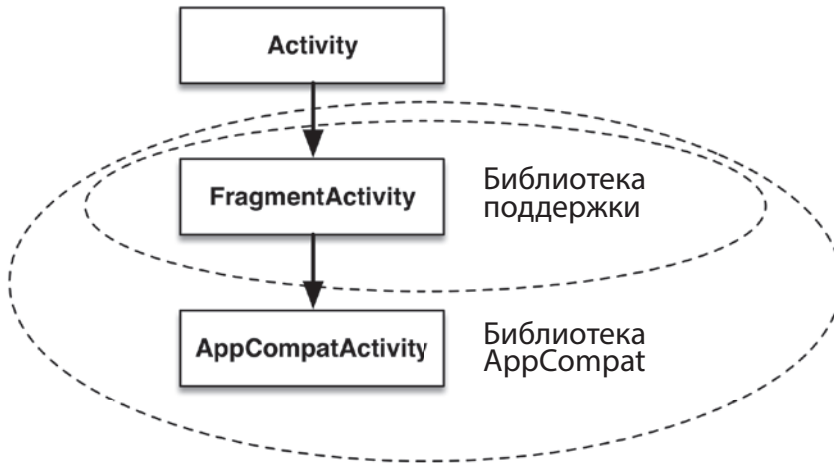 Activity
FragmentActivity
Библиотека
поддержки
AppCompatActivity
Библиотека
AppCompat